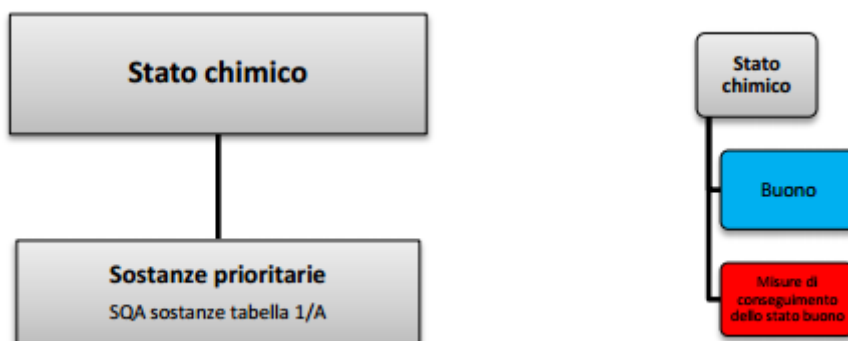 Stato chimico
Sostanze prioritarie
SQA sostanze tabella 1/A
Stato
chimico
Buono
Misure di
conseguimento
dello stato buono